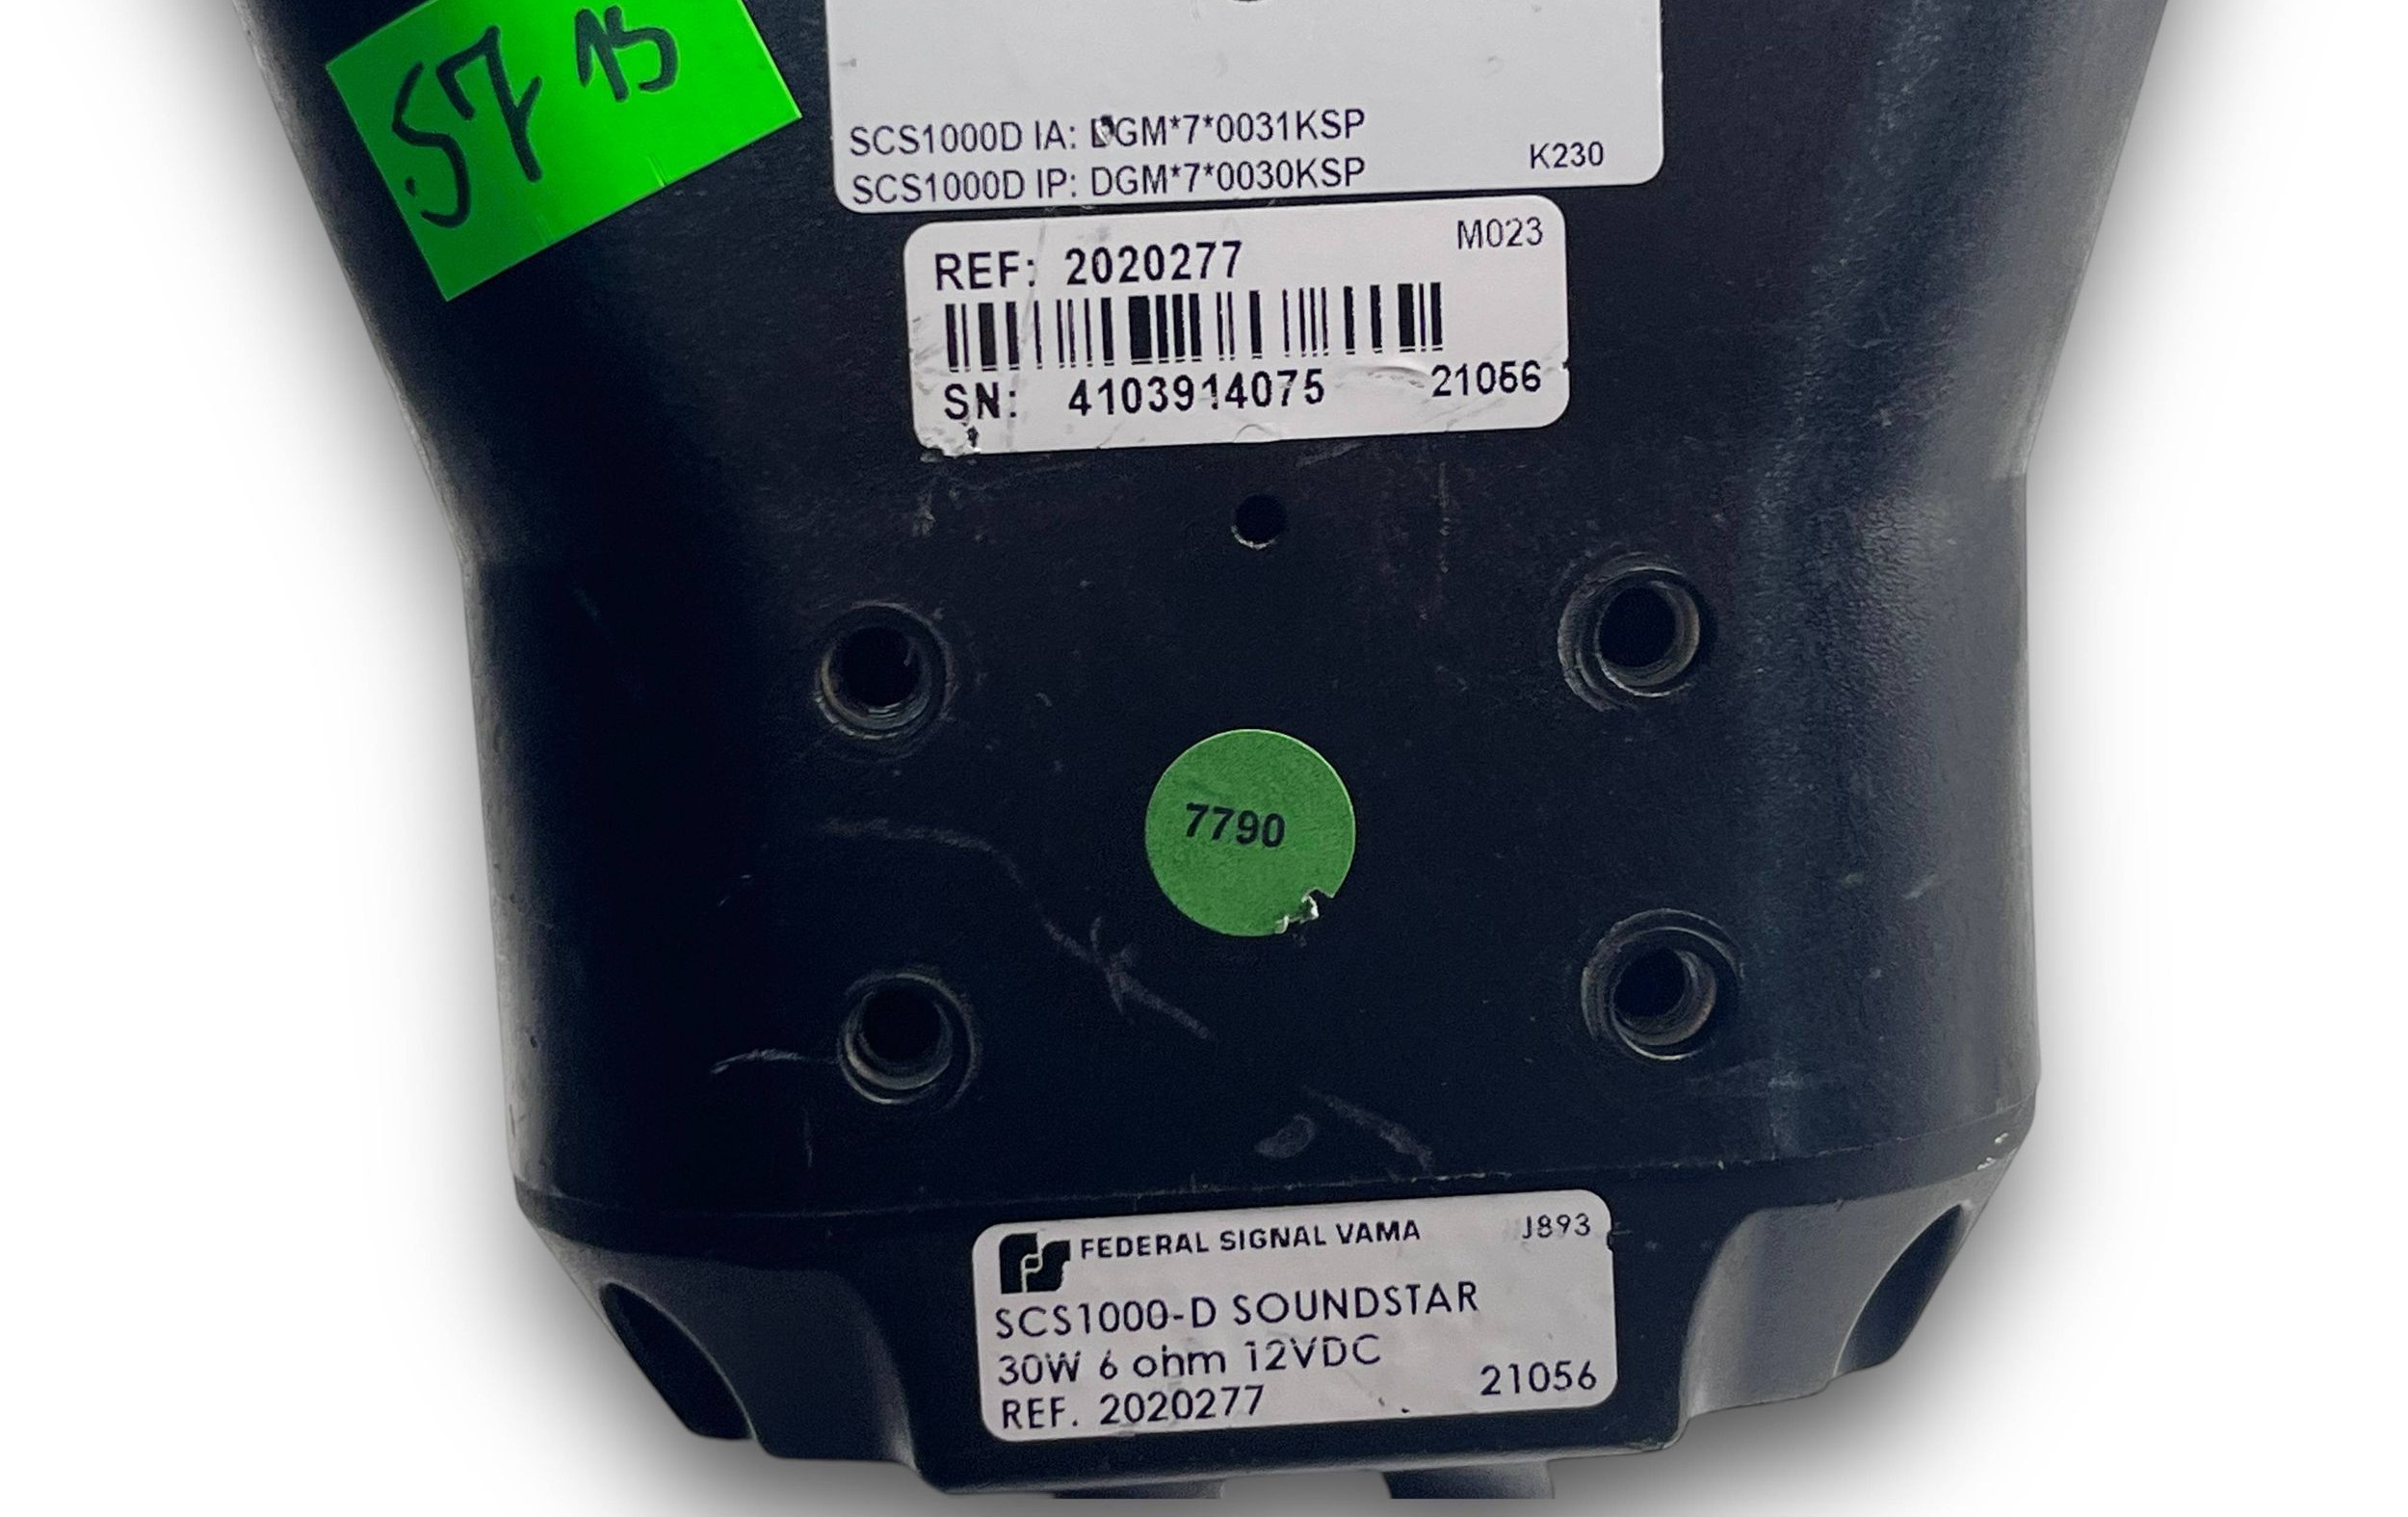 57 15
SCS1000D IA: DGM*7*0031KSP
SCS1000D IP: DGM*7*0030KSP
K230
M023
REF: 2020277
SN: 4103914075
21056
7790
FEDERAL SIGNAL VAMA
J893
SCS1000-D SOUNDSTAR
30W 6 ohm 12VDC
REF. 2020277
21056